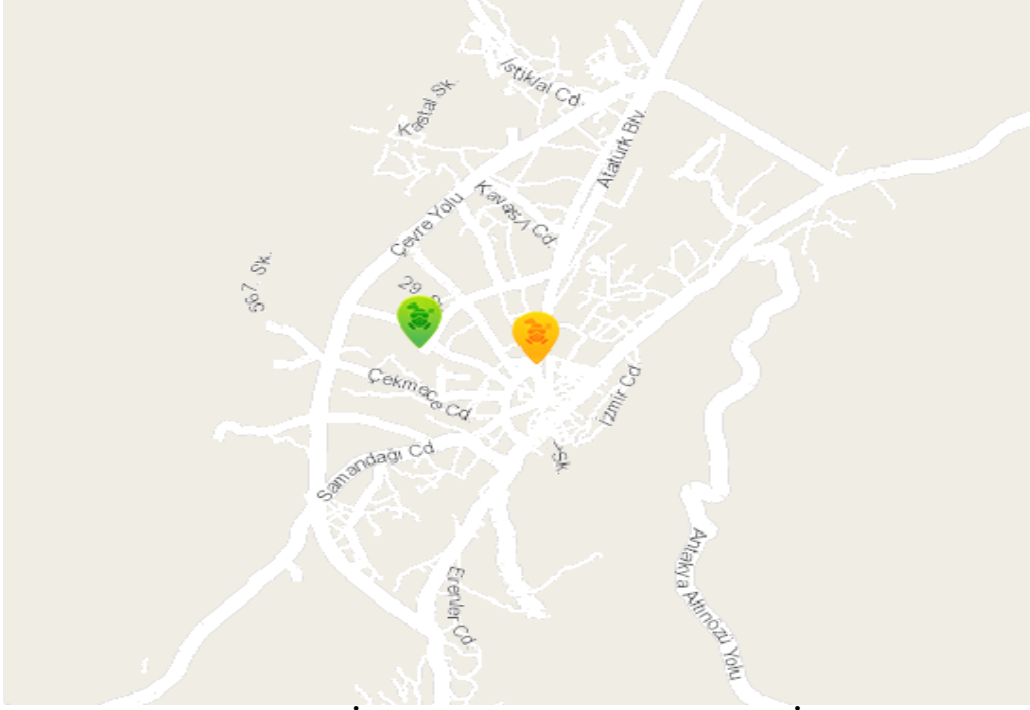 İstiklal Cd.
Kastal Sk.
Atatürk Blv.
Kavaslı Cd.
Çevre Yolu
567. Sk.
29.
Çekmece Cd.
İzmir Cd.
Samandağı Cd
Sk.
Erenler Cd.
Antakya Altınözü Yolu